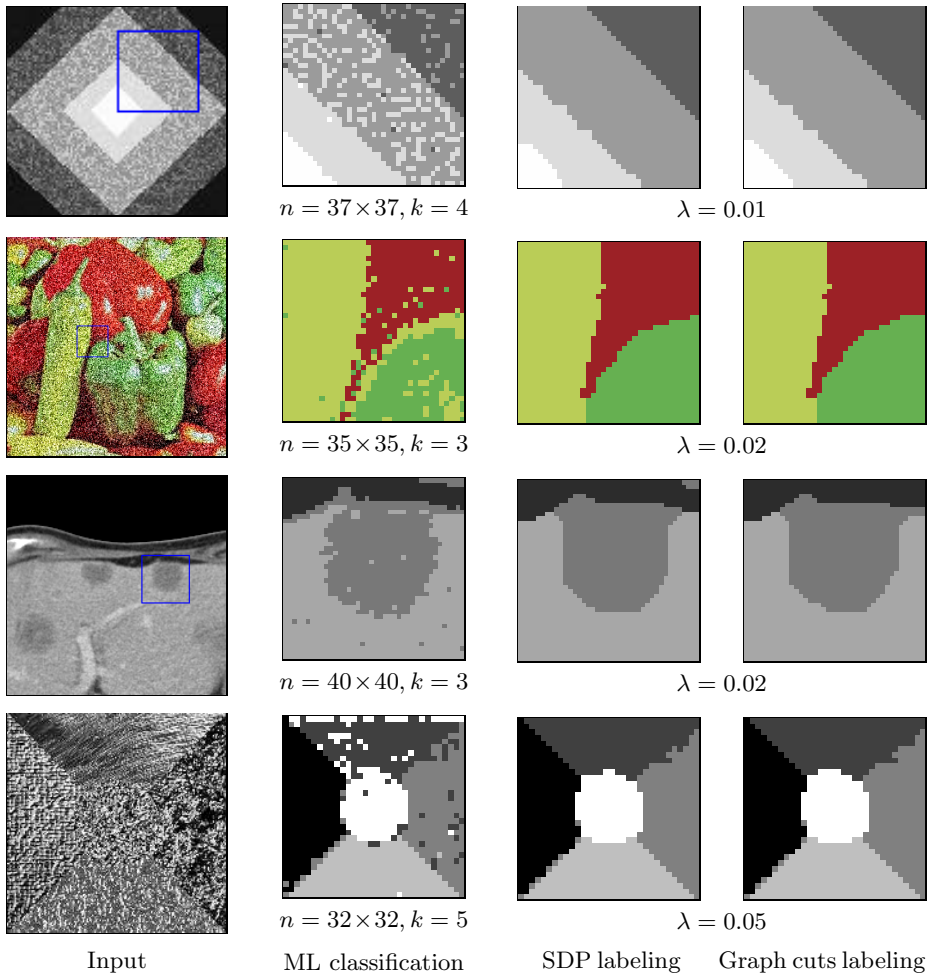 n = 37×37, k = 4
λ = 0.01
n = 35×35, k = 3
λ = 0.02
n = 40×40, k = 3
λ = 0.02
n = 32×32, k = 5
λ = 0.05
Input
ML classification
SDP labeling
Graph cuts labeling